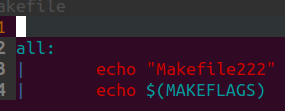 akefile
1
2 all:
3 | echo "Makefile222"
4 | echo $(MAKEFLAGS)